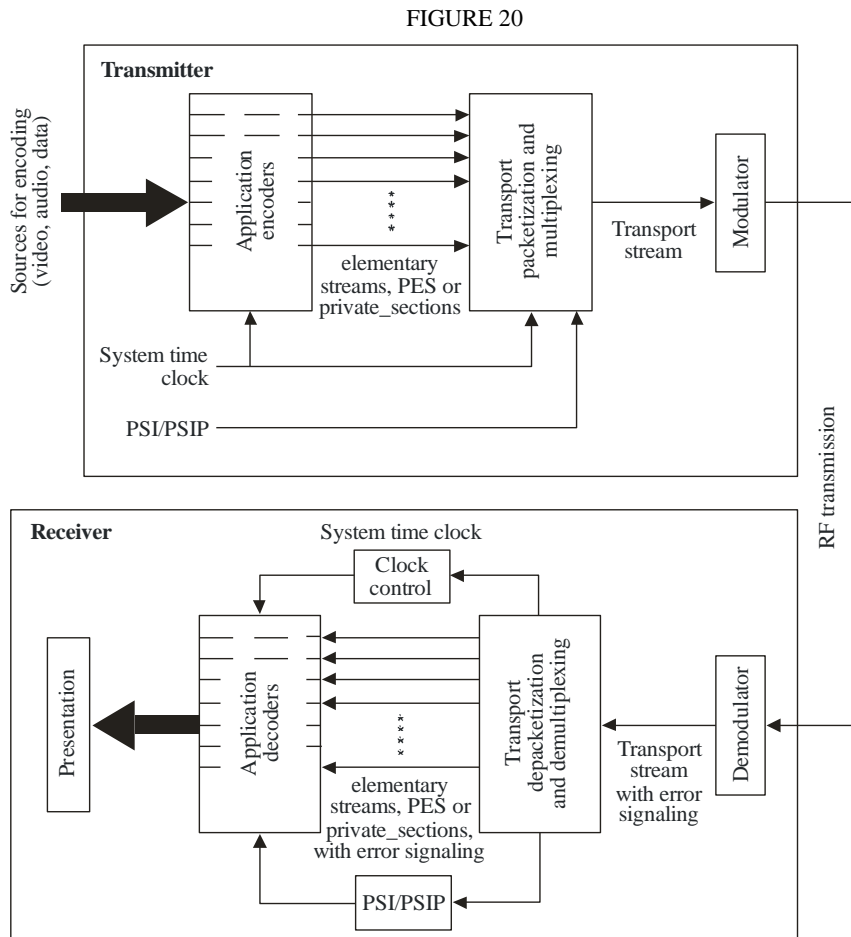 FIGURE 20
Transmitter
Sources for encoding
(video, audio, data)
Application
encoders
* * * *
elementary
streams, PES or
private_sections
Transport
packetization and
multiplexing
Transport
stream
Modulator
System time
clock
PSI/PSIP
RF transmission
Receiver
System time clock
Clock
control
Presentation
Application
decoders
* * * *
elementary
streams, PES or
private_sections,
with error signaling
Transport
depacketization
and demultiplexing
Transport
stream
with error
signaling
Demodulator
PSI/PSIP